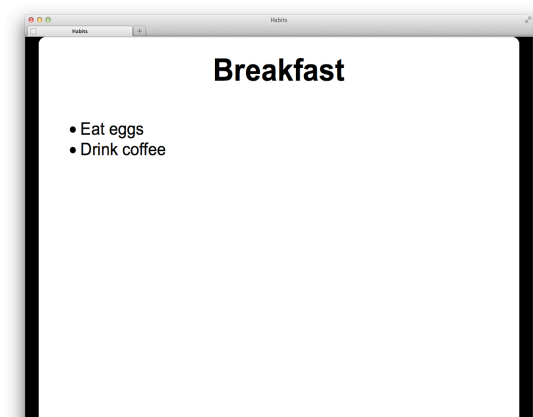 Habits
Habits
Breakfast
• Eat eggs
• Drink coffee